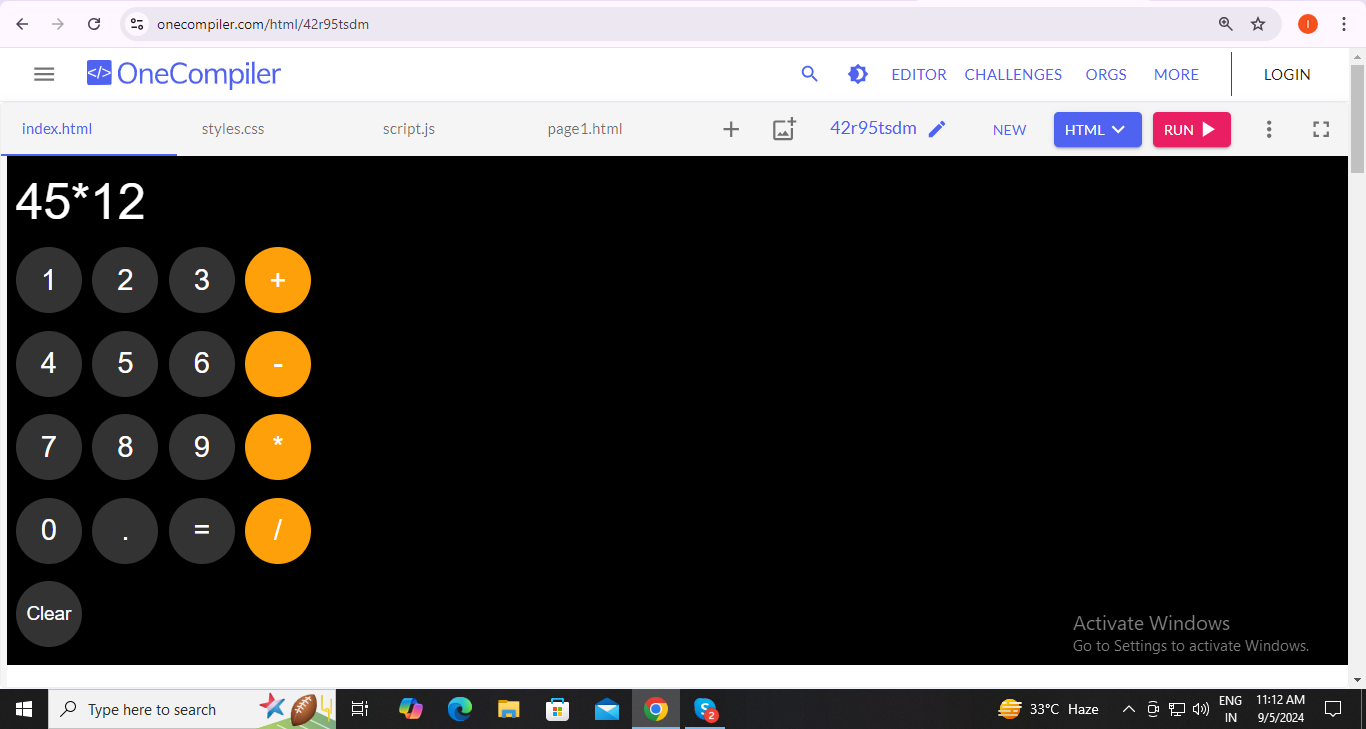 onecompiler.com/html/42r95tsdm
I
</> OneCompiler
EDITOR CHALLENGES ORGS MORE LOGIN
index.html styles.css script.js page1.html 42r95tsdm NEW HTML RUN
45*12
1 2 3 +
4 5 6 -
7 8 9 *
0 . = /
Clear
Activate Windows
Go to Settings to activate Windows.
Type here to search
2
33°C Haze
ENG
IN
11:12 AM
9/5/2024